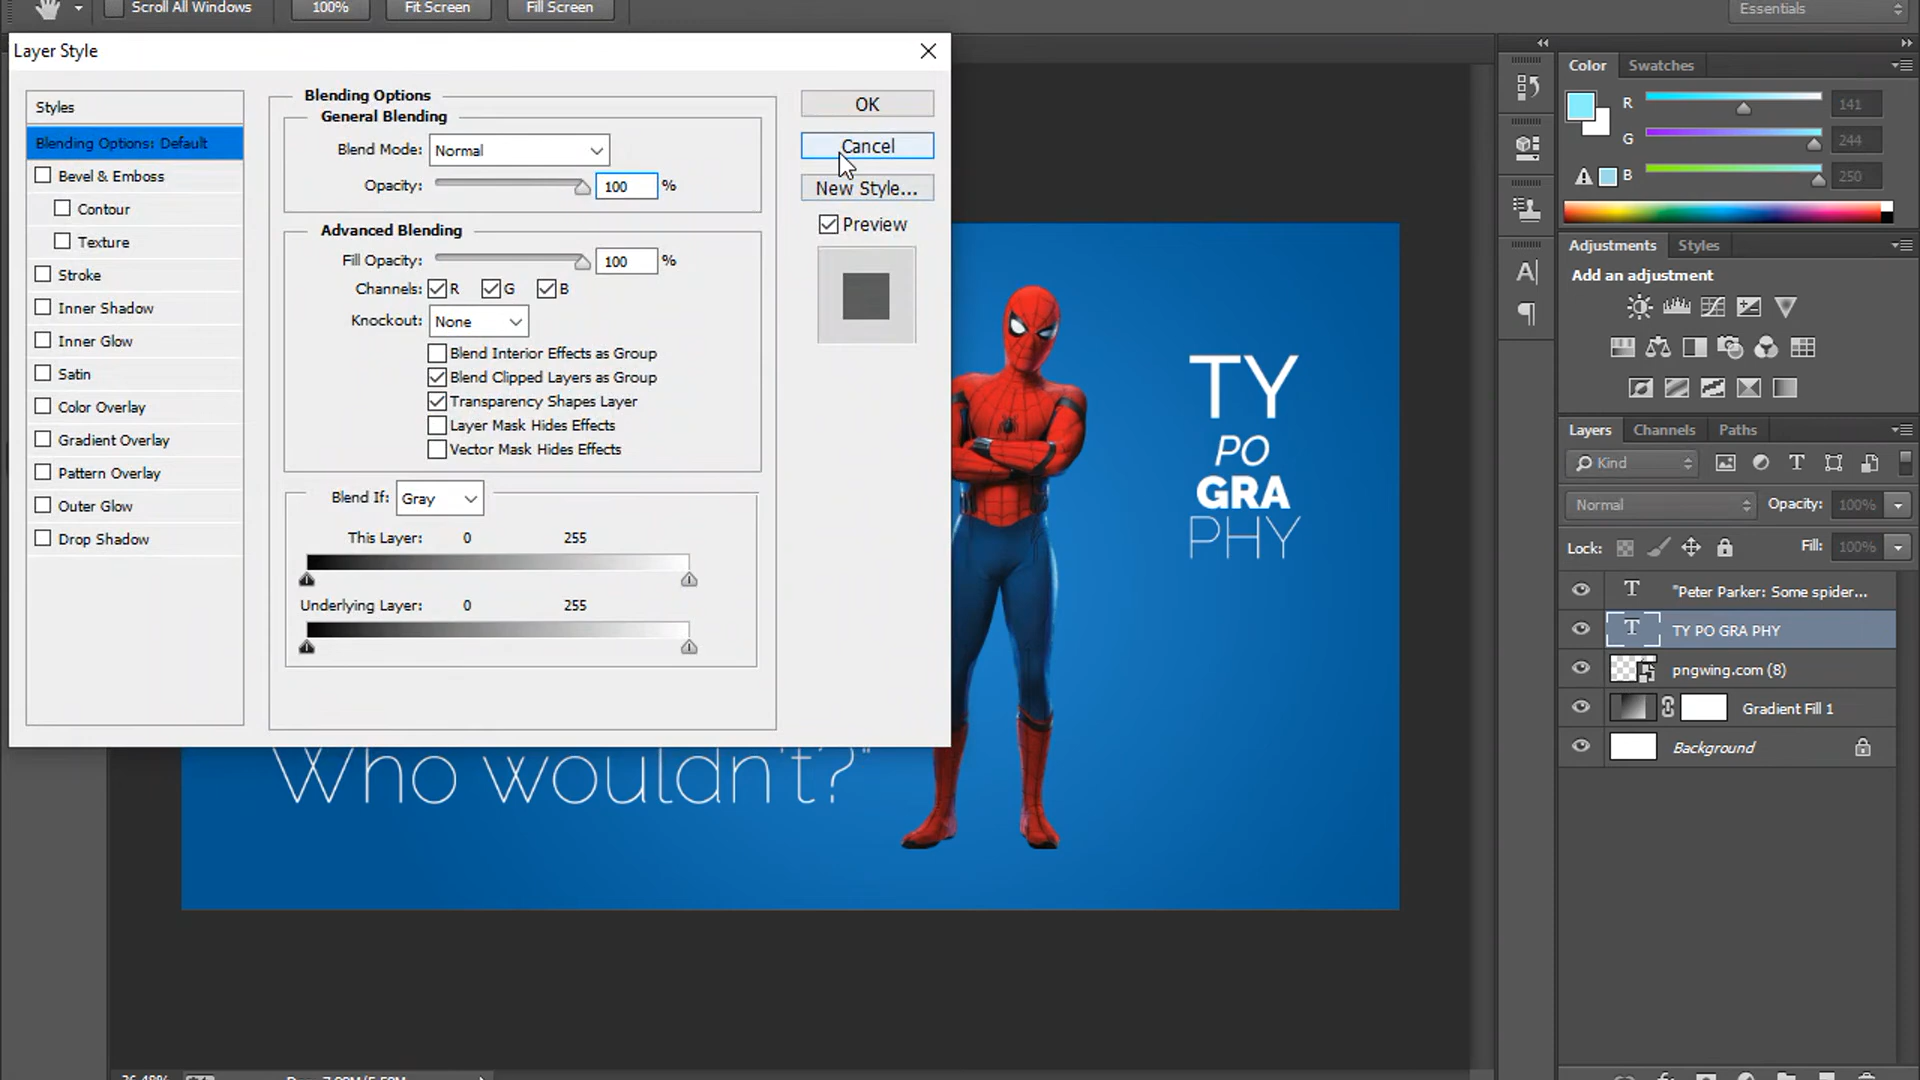 Scroll All Windows
100%
Fit Screen
Fill Screen
Essentials
Layer Style
Styles
Blending Options: Default
Bevel & Emboss
Contour
Texture
Stroke
Inner Shadow
Inner Glow
Satin
Color Overlay
Gradient Overlay
Pattern Overlay
Outer Glow
Drop Shadow
Blending Options
General Blending
Blend Mode: Normal
Opacity: 100 %
Advanced Blending
Fill Opacity: 100 %
Channels: R G B
Knockout: None
Blend Interior Effects as Group
Blend Clipped Layers as Group
Transparency Shapes Layer
Layer Mask Hides Effects
Vector Mask Hides Effects
Blend If: Gray
This Layer: 0 255
Underlying Layer: 0 255
OK
Cancel
New Style...
Preview
TY
PO
GRA
PHY
Who wouldn't?"
Color Swatches
R 141
G 244
B 250
Adjustments Styles
Add an adjustment
Layers Channels Paths
Kind
Normal Opacity: 100%
Lock: Fill: 100%
"Peter Parker: Some spider...
TY PO GRA PHY
pngwing.com (8)
Gradient Fill 1
Background